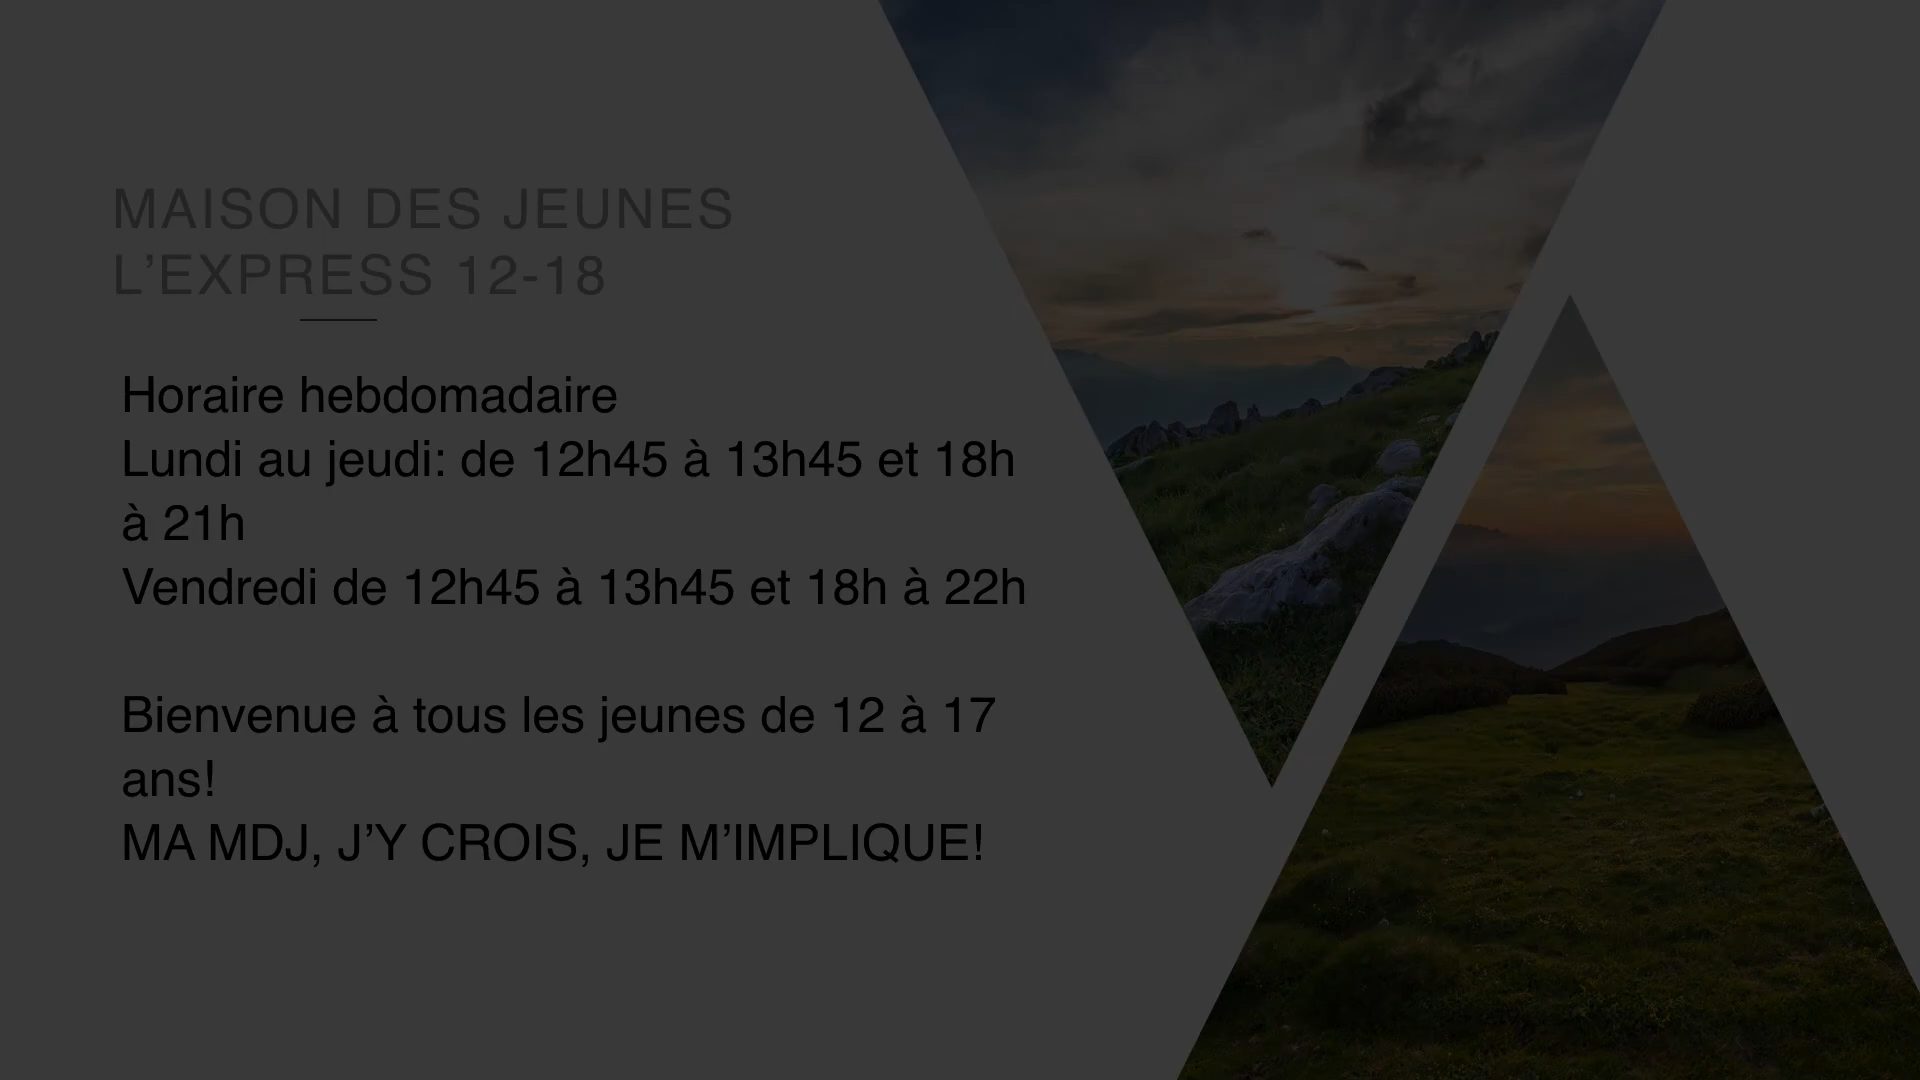 MAISON DES JEUNES
L’EXPRESS 12-18
Horaire hebdomadaire
Lundi au jeudi: de 12h45 à 13h45 et 18h
à 21h
Vendredi de 12h45 à 13h45 et 18h à 22h
Bienvenue à tous les jeunes de 12 à 17
ans!
MA MDJ, J’Y CROIS, JE M’IMPLIQUE!